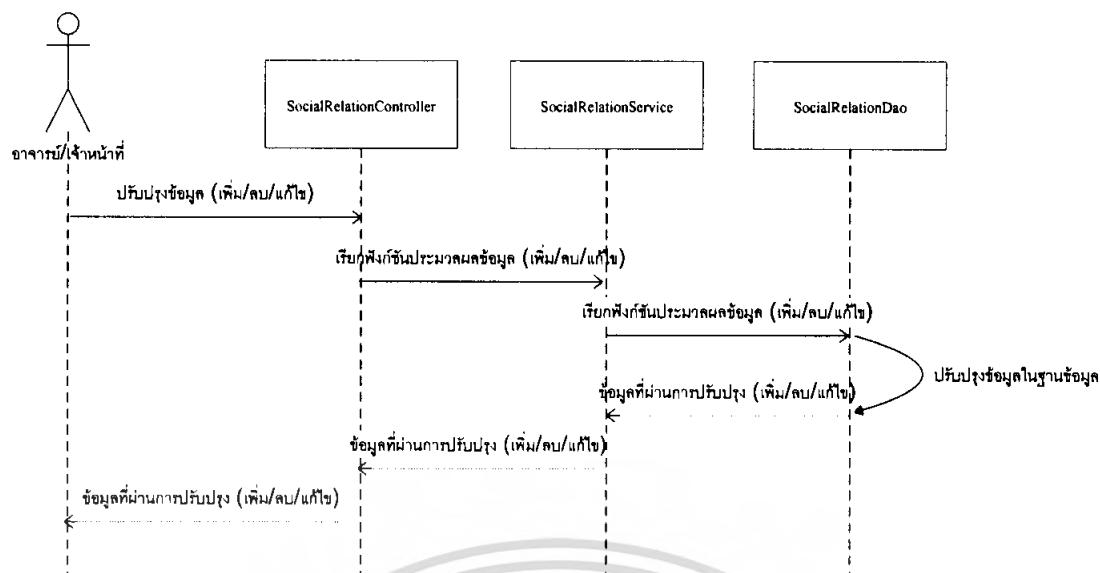 SocialRelationController
SocialRelationService
SocialRelationDao
อาจารย์/เจ้าหน้าที่
ปรับปรุงข้อมูล (เพิ่ม/ลบ/แก้ไข)
เรียกฟังก์ชันประมวลผลข้อมูล (เพิ่ม/ลบ/แก้ไข)
เรียกฟังก์ชันประมวลผลข้อมูล (เพิ่ม/ลบ/แก้ไข)
ปรับปรุงข้อมูลในฐานข้อมูล
ข้อมูลที่ผ่านการปรับปรุง (เพิ่ม/ลบ/แก้ไข)
ข้อมูลที่ผ่านการปรับปรุง (เพิ่ม/ลบ/แก้ไข)
ข้อมูลที่ผ่านการปรับปรุง (เพิ่ม/ลบ/แก้ไข)